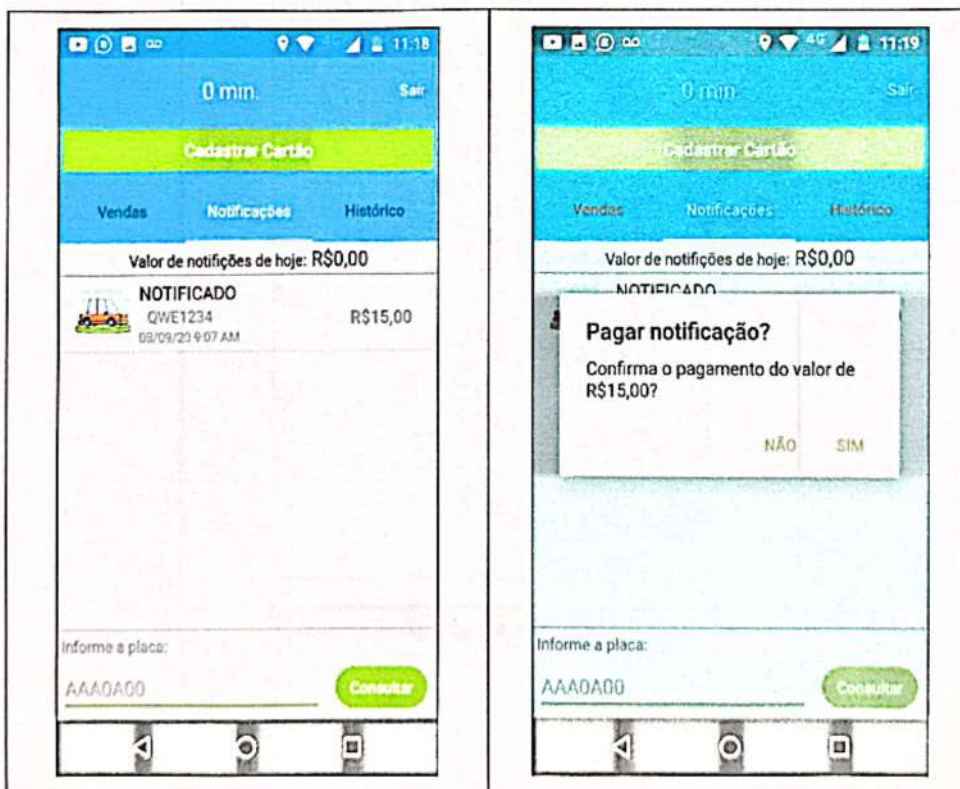 11:18
0 min.
Sair
Cadastrar Cartão
Vendas
Notificações
Histórico
Valor de notifições de hoje: R$0,00
NOTIFICADO
QWE1234
R$15,00
9:07 AM
Informe a placa:
AAA0A00
Consultar
4G
11:19
0 min.
Sair
Cadastrar Cartão
Vendas
Notificações
Histórico
Valor de notifições de hoje: R$0,00
NOTIFICADO
Pagar notificação?
Confirma o pagamento do valor de
R$15,00?
NÃO
SIM
Informe a placa:
AAA0A00
Consultar